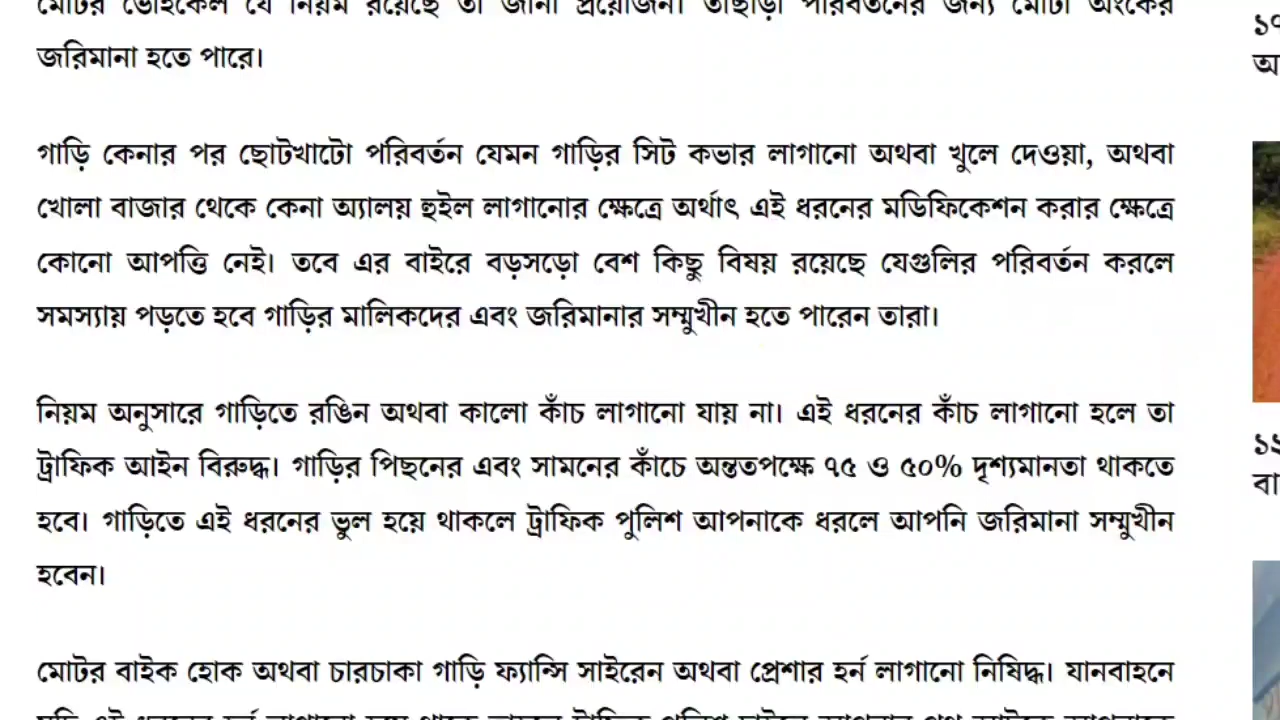 মোটর ভেহিকেল যে নিয়ম রয়েছে তা জানা প্রয়োজন। তাছাড়া পরিবর্তনের জন্য মোটা অংকের
জরিমানা হতে পারে।
গাড়ি কেনার পর ছোটখাটো পরিবর্তন যেমন গাড়ির সিট কভার লাগানো অথবা খুলে দেওয়া, অথবা
খোলা বাজার থেকে কেনা অ্যালয় হুইল লাগানোর ক্ষেত্রে অর্থাৎ এই ধরনের মডিফিকেশন করার ক্ষেত্রে
কোনো আপত্তি নেই। তবে এর বাইরে বড়সড়ো বেশ কিছু বিষয় রয়েছে যেগুলির পরিবর্তন করলে
সমস্যায় পড়তে হবে গাড়ির মালিকদের এবং জরিমানার সম্মুখীন হতে পারেন তারা।
নিয়ম অনুসারে গাড়িতে রঙিন অথবা কালো কাঁচ লাগানো যায় না। এই ধরনের কাঁচ লাগানো হলে তা
ট্রাফিক আইন বিরুদ্ধ। গাড়ির পিছনের এবং সামনের কাঁচে অন্ততপক্ষে ৭৫ ও ৫০% দৃশ্যমানতা থাকতে
হবে। গাড়িতে এই ধরনের ভুল হয়ে থাকলে ট্রাফিক পুলিশ আপনাকে ধরলে আপনি জরিমানা সম্মুখীন
হবেন।
মোটর বাইক হোক অথবা চারচাকা গাড়ি ফ্যান্সি সাইরেন অথবা প্রেশার হর্ন লাগানো নিষিদ্ধ। যানবাহনে